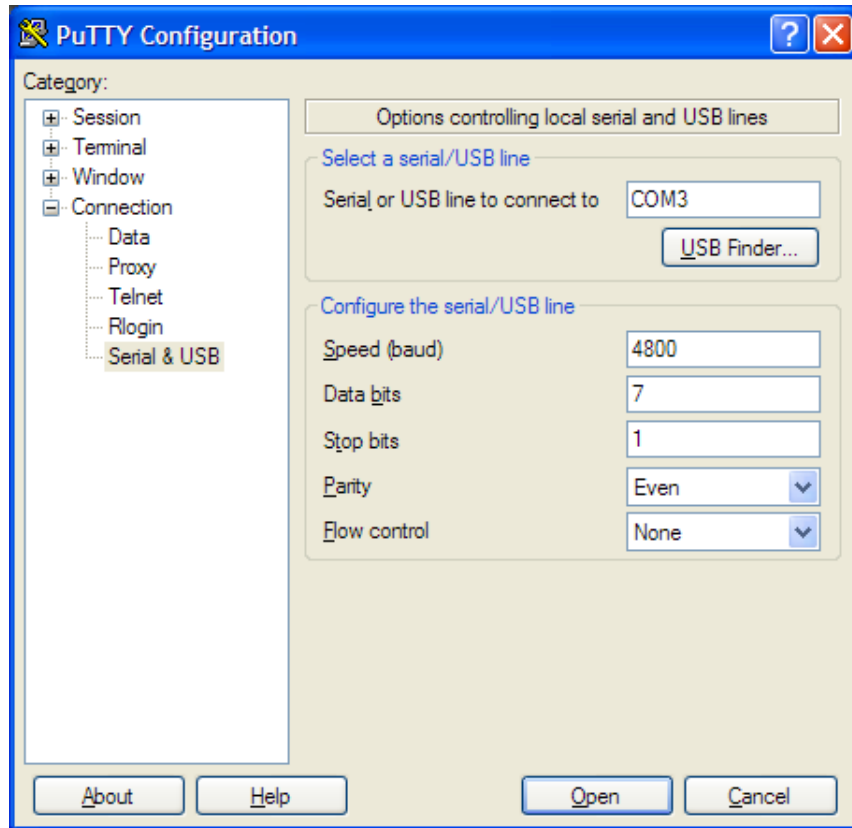 PuTTY Configuration
Category:
Session
Terminal
Window
Connection
Data
Proxy
Telnet
Rlogin
Serial & USB
Options controlling local serial and USB lines
Select a serial/USB line
Serial or USB line to connect to COM3
USB Finder...
Configure the serial/USB line
Speed (baud) 4800
Data bits 7
Stop bits 1
Parity Even
Flow control None
About Help Open Cancel